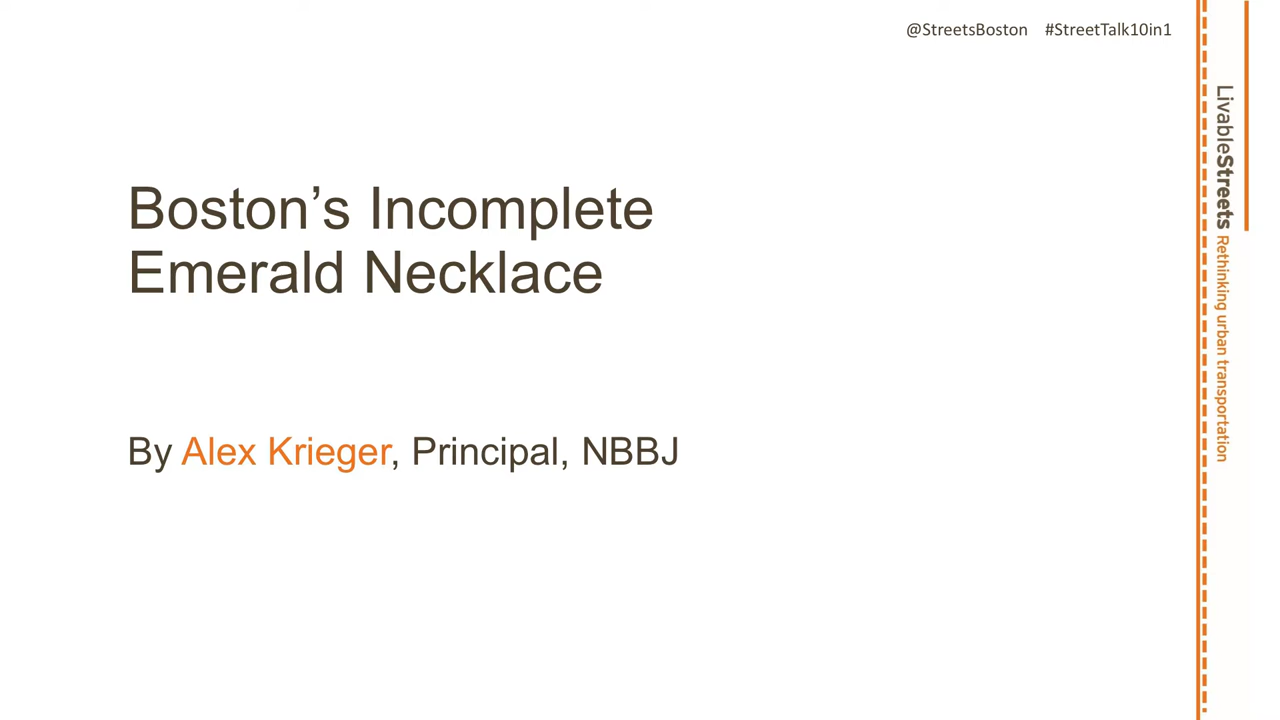 @StreetsBoston #StreetTalk10in1
Boston’s Incomplete
Emerald Necklace
By Alex Krieger, Principal, NBBJ
LivableStreets Rethinking urban transportation